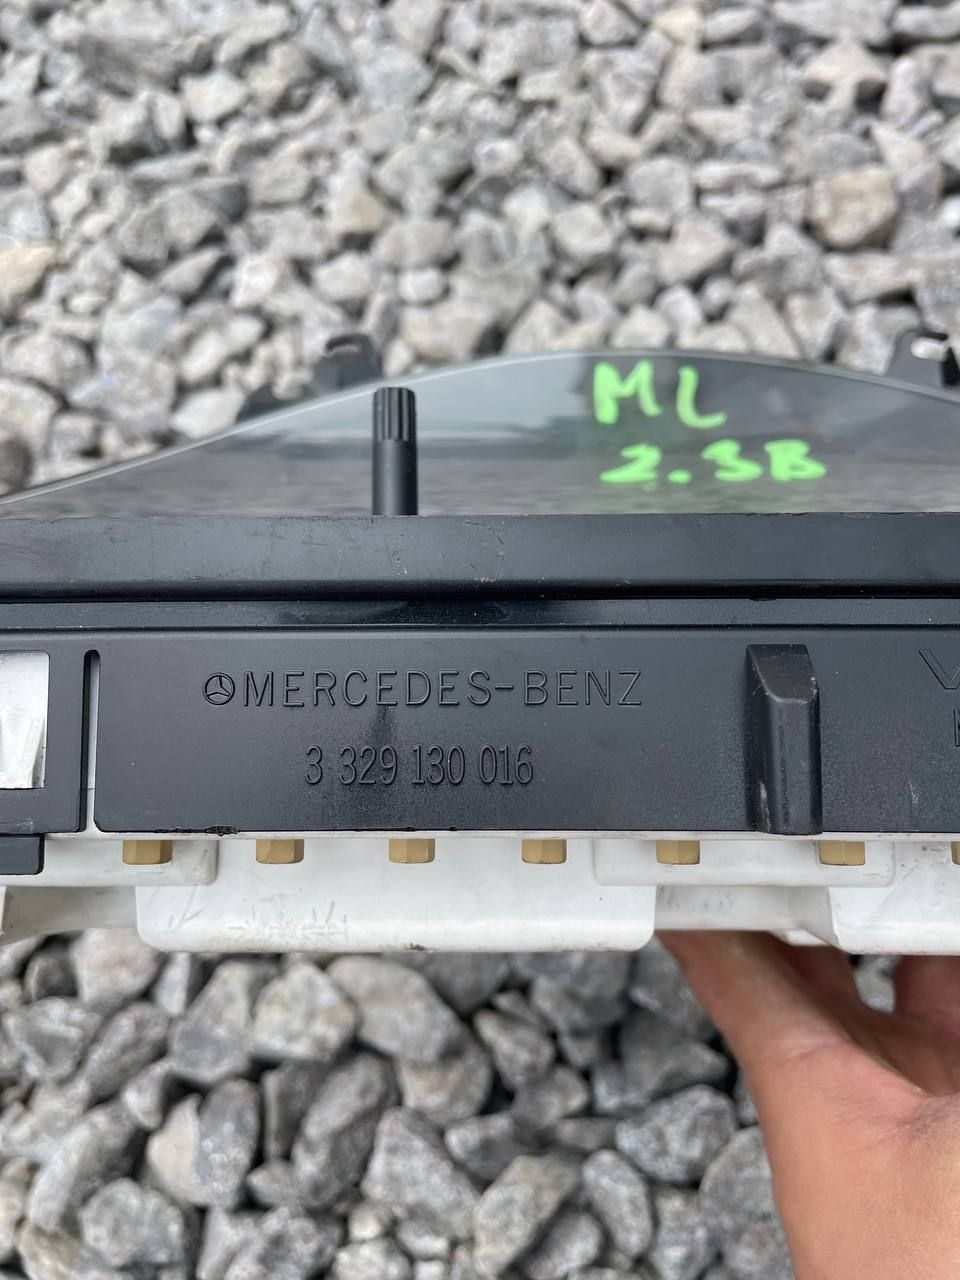 ML
2.3B
MERCEDES-BENZ
3 329 130 016